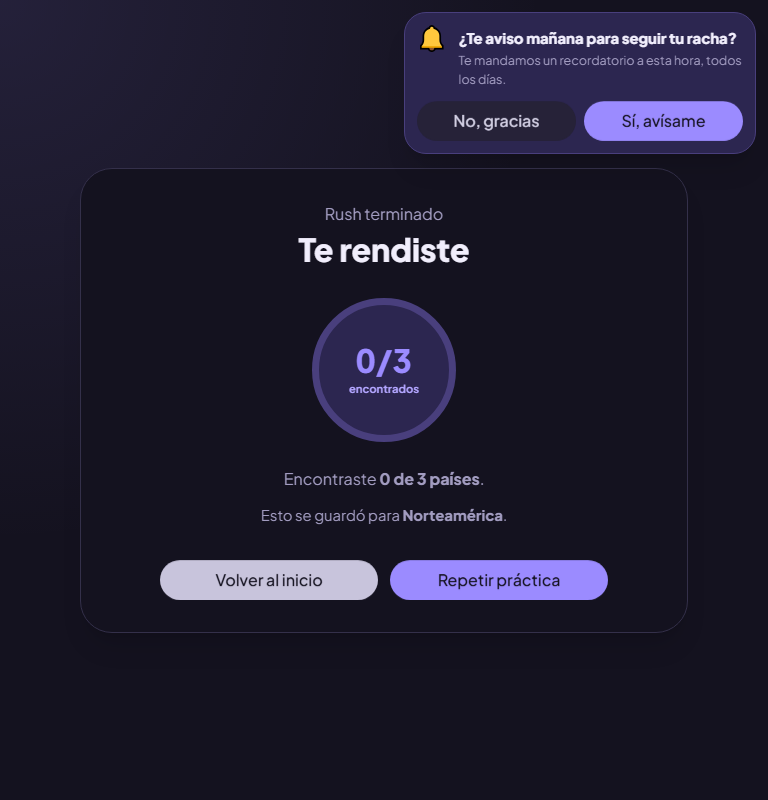 ¿Te aviso mañana para seguir tu racha?
Te mandamos un recordatorio a esta hora, todos
los días.
No, gracias
Sí, avísame
Rush terminado
Te rendiste
0/3
encontrados
Encontraste 0 de 3 países.
Esto se guardó para Norteamérica.
Volver al inicio
Repetir práctica